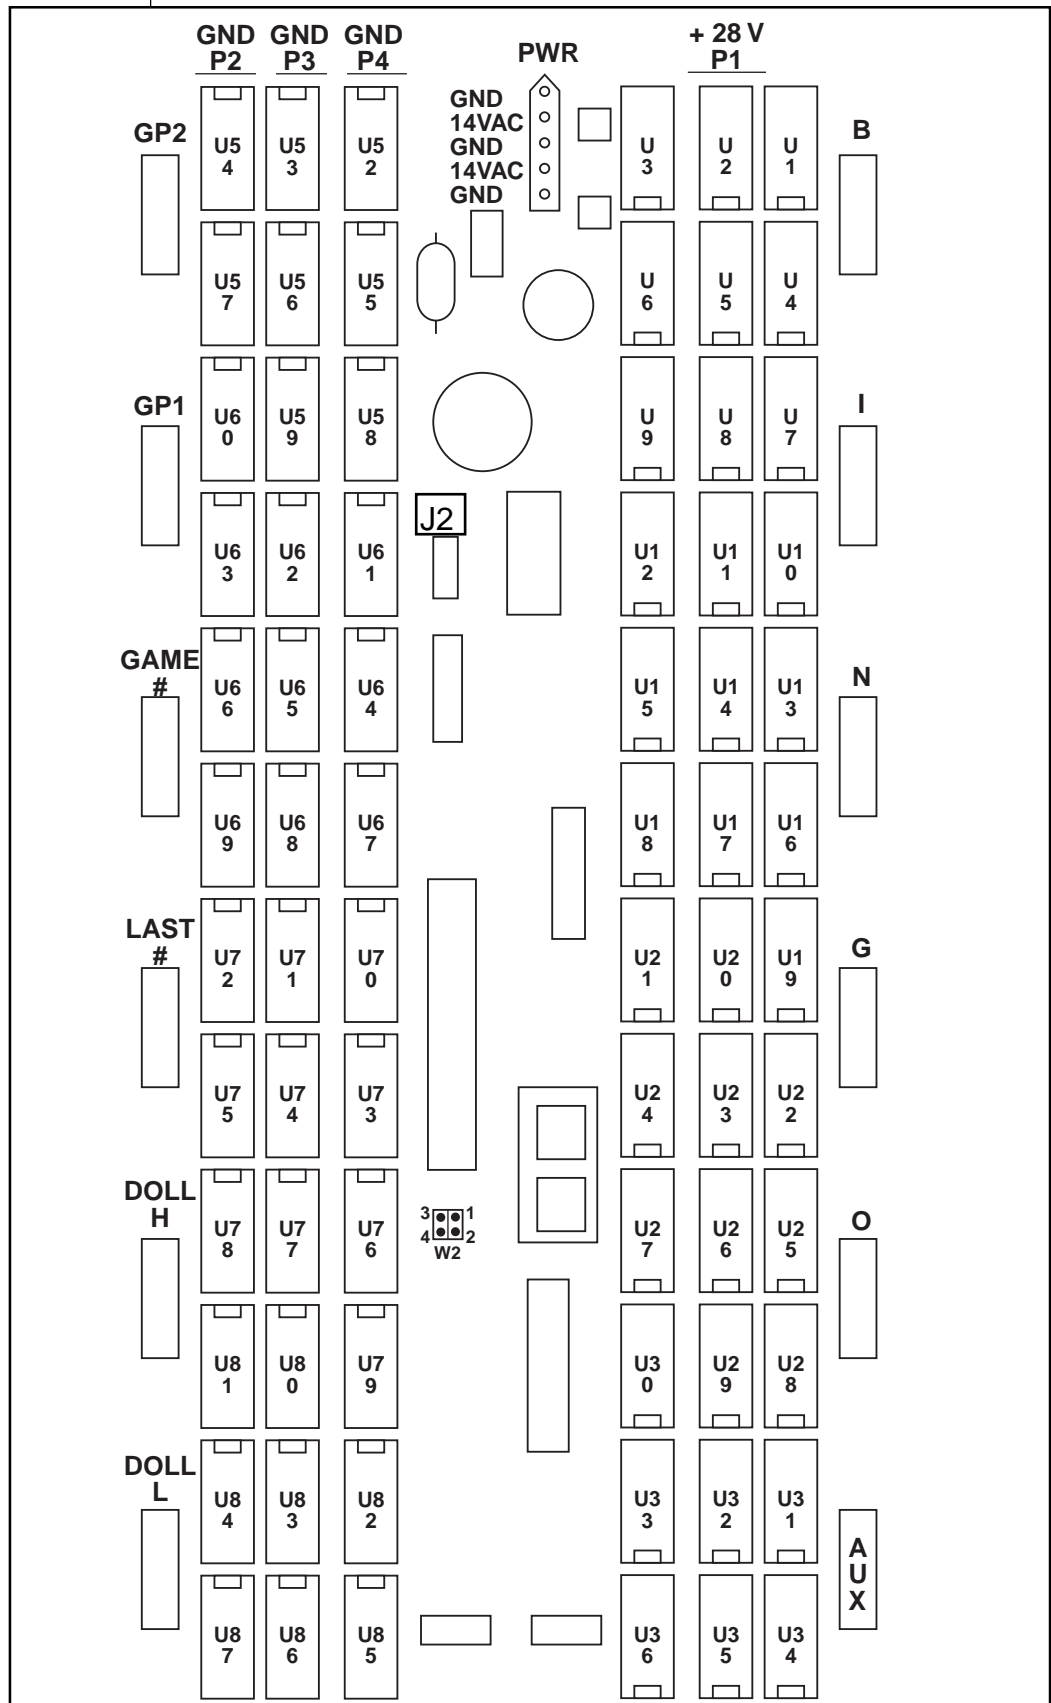 GND GND GND
P2 P3 P4
PWR
+ 28 V
P1
GND
14VAC
GND
14VAC
GND
GP2
B
U5
4
U5
3
U5
2
U
3
U
2
U
1
U5
7
U5
6
U5
5
U
6
U
5
U
4
GP1
I
U6
0
U5
9
U5
8
U
9
U
8
U
7
J2
U6
3
U6
2
U6
1
U1
2
U1
1
U1
0
GAME
#
N
U6
6
U6
5
U6
4
U1
5
U1
4
U1
3
U6
9
U6
8
U6
7
U1
8
U1
7
U1
6
LAST
#
G
U7
2
U7
1
U7
0
U2
1
U2
0
U1
9
U7
5
U7
4
U7
3
U2
4
U2
3
U2
2
DOLL
H
O
U7
8
U7
7
U7
6
3 1
4 2
W2
U2
7
U2
6
U2
5
U8
1
U8
0
U7
9
U3
0
U2
9
U2
8
DOLL
L
U8
4
U8
3
U8
2
U3
3
U3
2
U3
1
A
U
X
U8
7
U8
6
U8
5
U3
6
U3
5
U3
4